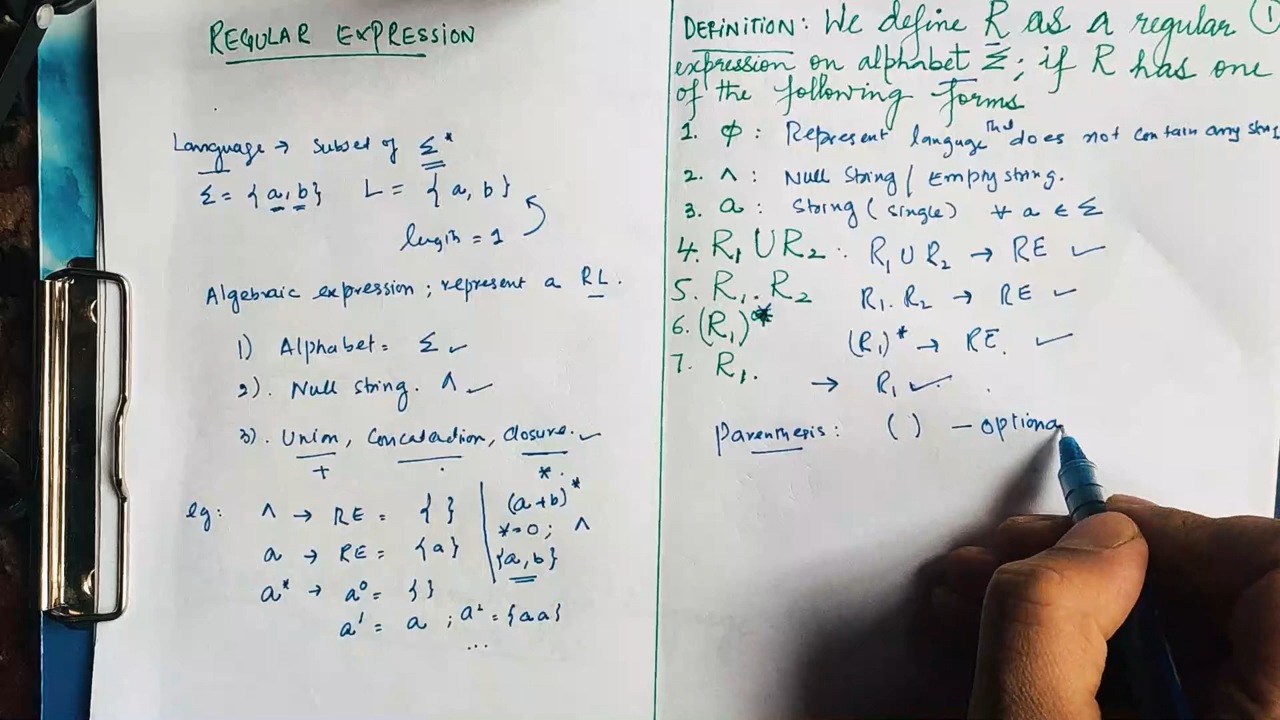 REGULAR EXPRESSION
Language → subset of Σ*
Σ = {a, b} L = {a, b}
length = 1
Algebraic expression ; represent a RL.
1) Alphabet = Σ ✓
2). Null string. ∧ ✓
3). Union, Concatenation, closure. ✓
+ . *.
eg: ∧ → RE = { }
a → RE = {a}
a* → a⁰ = { }
a¹ = a ; a² = {aa}
...
(a+b)*
*=0; ∧
{a, b}
DEFINITION: We define R as a regular ①
expression on alphabet Σ; if R has one
of the following forms
1. ϕ : Represent languge that does not contain any strin
2. ∧ : Null string / Empty string.
3. a : string (single) ∀ a ∈ Σ
4. R₁ ∪ R₂ : R₁ ∪ R₂ → RE ✓
5. R₁. R₂ R₁. R₂ → RE ✓
6. (R₁)* (R₁)* → RE. ✓
7. R₁. → R₁ ✓.
Parenthesis: ( ) – optiona